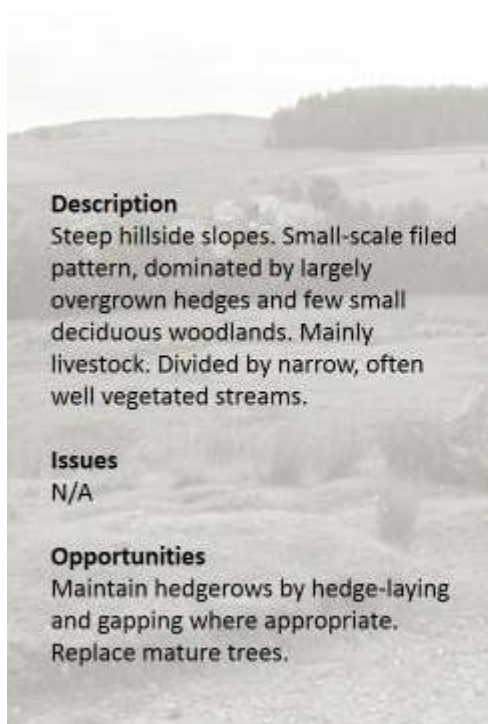 Description
Steep hillside slopes. Small-scale filed
pattern, dominated by largely
overgrown hedges and few small
deciduous woodlands. Mainly
livestock. Divided by narrow, often
well vegetated streams.
Issues
N/A
Opportunities
Maintain hedgerows by hedge-laying
and gapping where appropriate.
Replace mature trees.